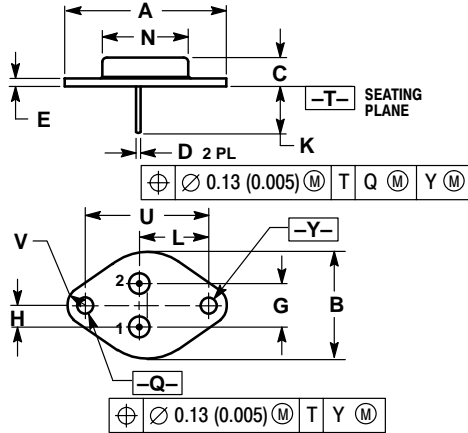 A
N
C
E
–T– SEATING
PLANE
K
D 2 PL
⌖ ∅ 0.13 (0.005) Ⓜ T Q Ⓜ Y Ⓜ
U
V
L
–Y–
2
H
G
B
1
–Q–
⌖ ∅ 0.13 (0.005) Ⓜ T Y Ⓜ